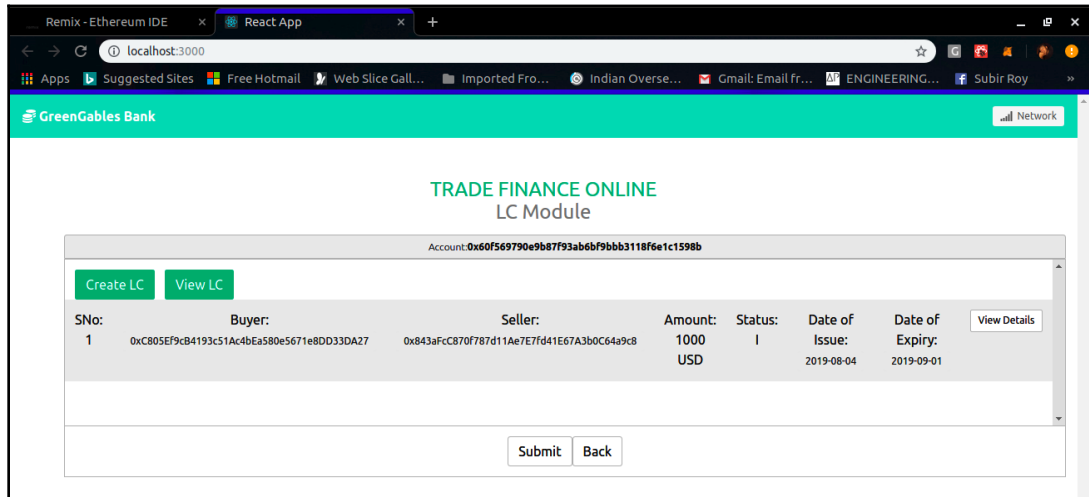 Remix - Ethereum IDE × React App × +
localhost:3000
Apps Suggested Sites Free Hotmail Web Slice Gall... Imported Fro... Indian Overse... Gmail: Email fr... ENGINEERING... Subir Roy »
GreenGables Bank Network
TRADE FINANCE ONLINE
LC Module
Account:0x60f569790e9b87f93ab6bf9bbb3118f6e1c1598b
Create LC View LC
SNo: Buyer: Seller: Amount: Status: Date of Date of View Details
1 0xC805Ef9cB4193c51Ac4bEa580e5671e8DD33DA27 0x843aFcC870f787d11Ae7E7fd41E67A3b0C64a9c8 1000 I Issue: Expiry:
USD 2019-08-04 2019-09-01
Submit Back